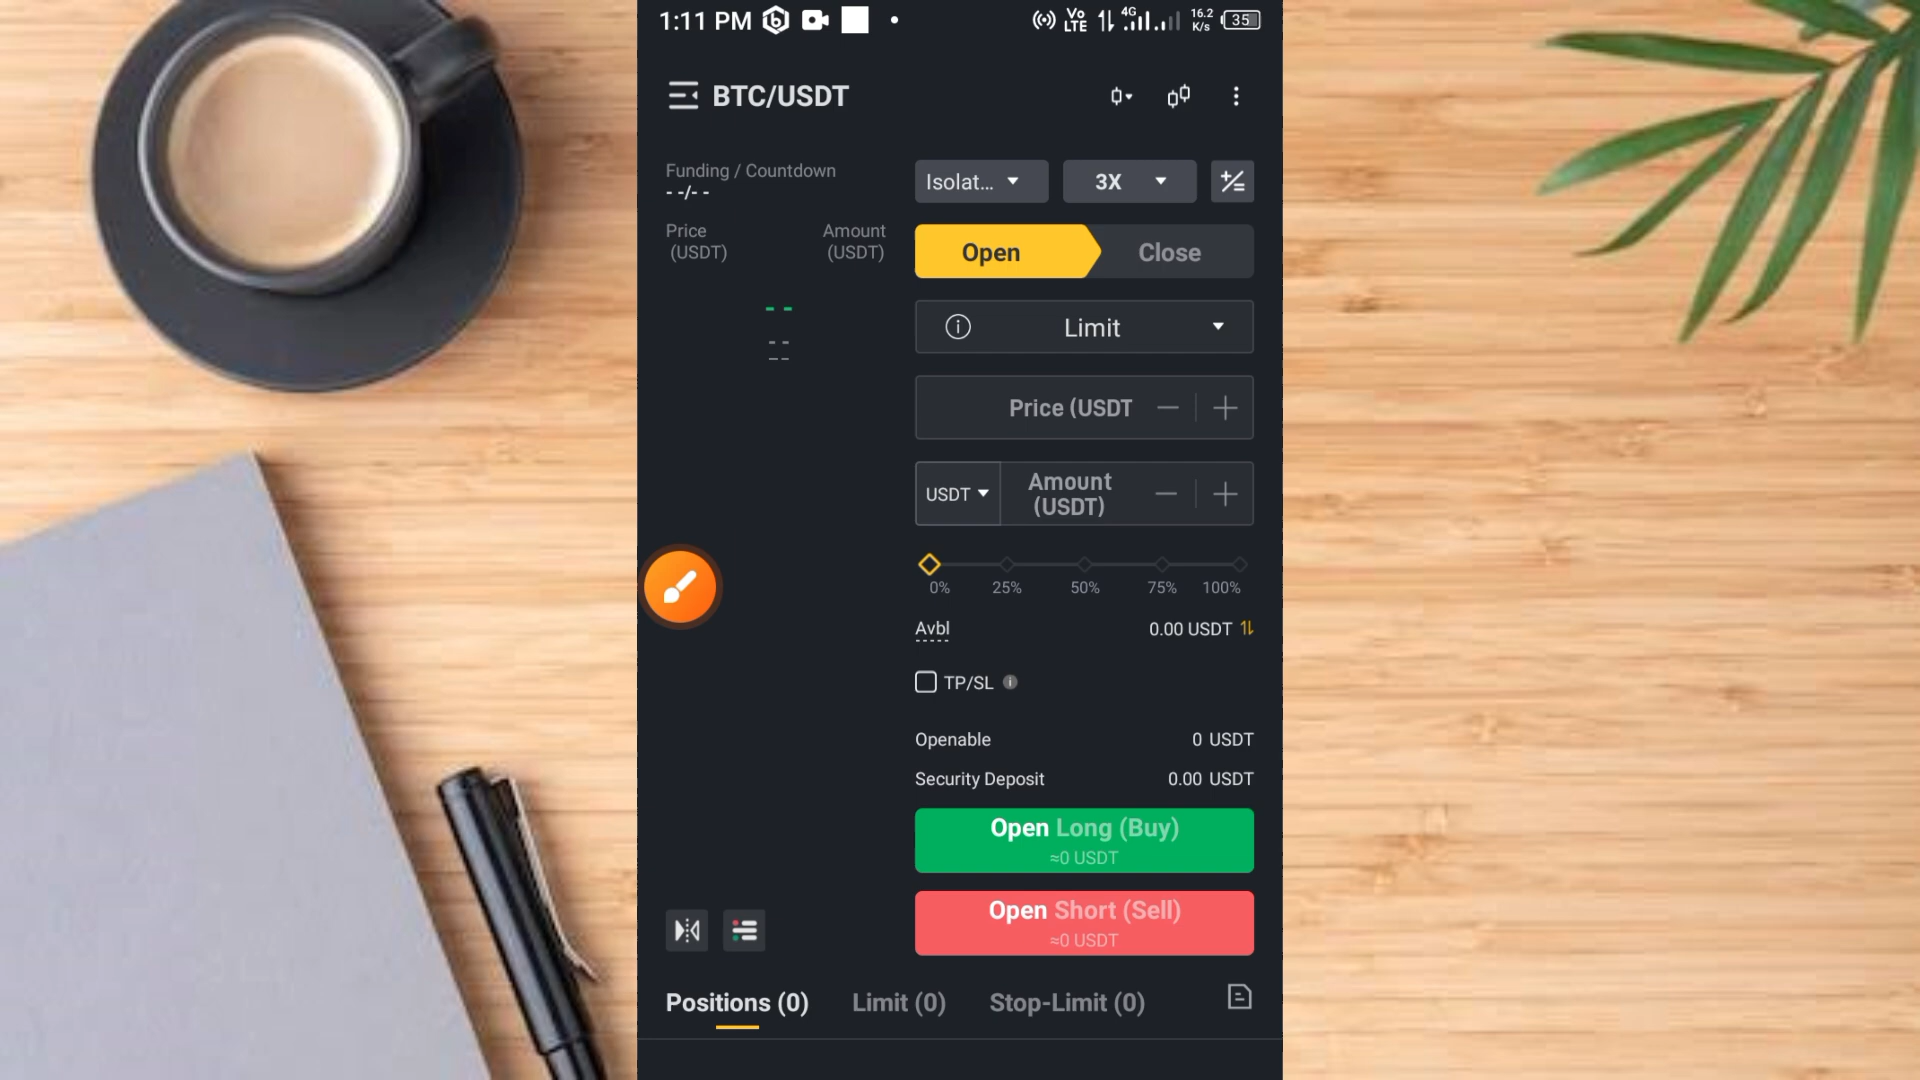 1:11 PM
Vo
LTE
4G
16.2
K/s
35
BTC/USDT
Funding / Countdown
- -/- -
Isolat...
3X
Price
(USDT)
Amount
(USDT)
Open
Close
- -
- -
--
Limit
Price (USDT
USDT
Amount
(USDT)
0%
25%
50%
75%
100%
Avbl
0.00 USDT
TP/SL
Openable
0 USDT
Security Deposit
0.00 USDT
Open Long (Buy)
≈0 USDT
Open Short (Sell)
≈0 USDT
Positions (0)
Limit (0)
Stop-Limit (0)